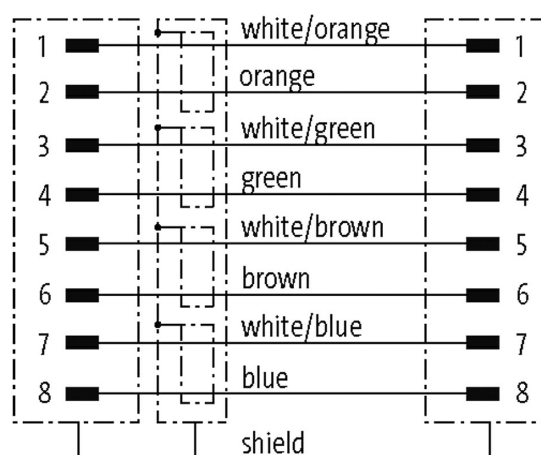 1 white/orange 1
2 orange 2
3 white/green 3
4 green 4
5 white/brown 5
6 brown 6
7 white/blue 7
8 blue 8
shield